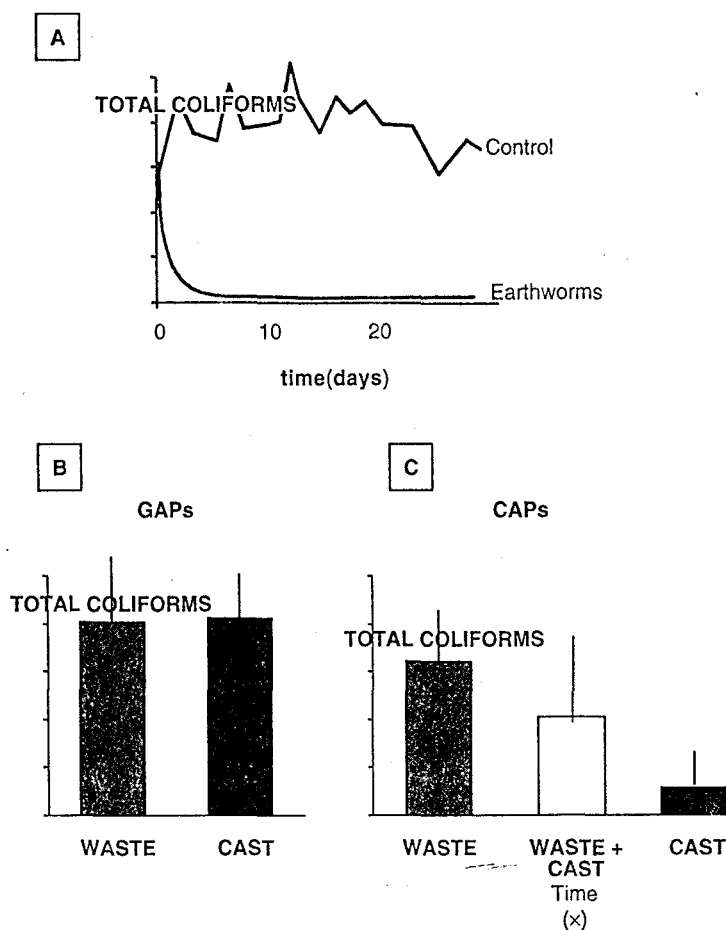 A
TOTAL COLIFORMS
Control
Earthworms
0 10 20
time(days)
B
GAPs
TOTAL COLIFORMS
WASTE CAST
C
CAPs
TOTAL COLIFORMS
WASTE WASTE + CAST
CAST
Time
(×)